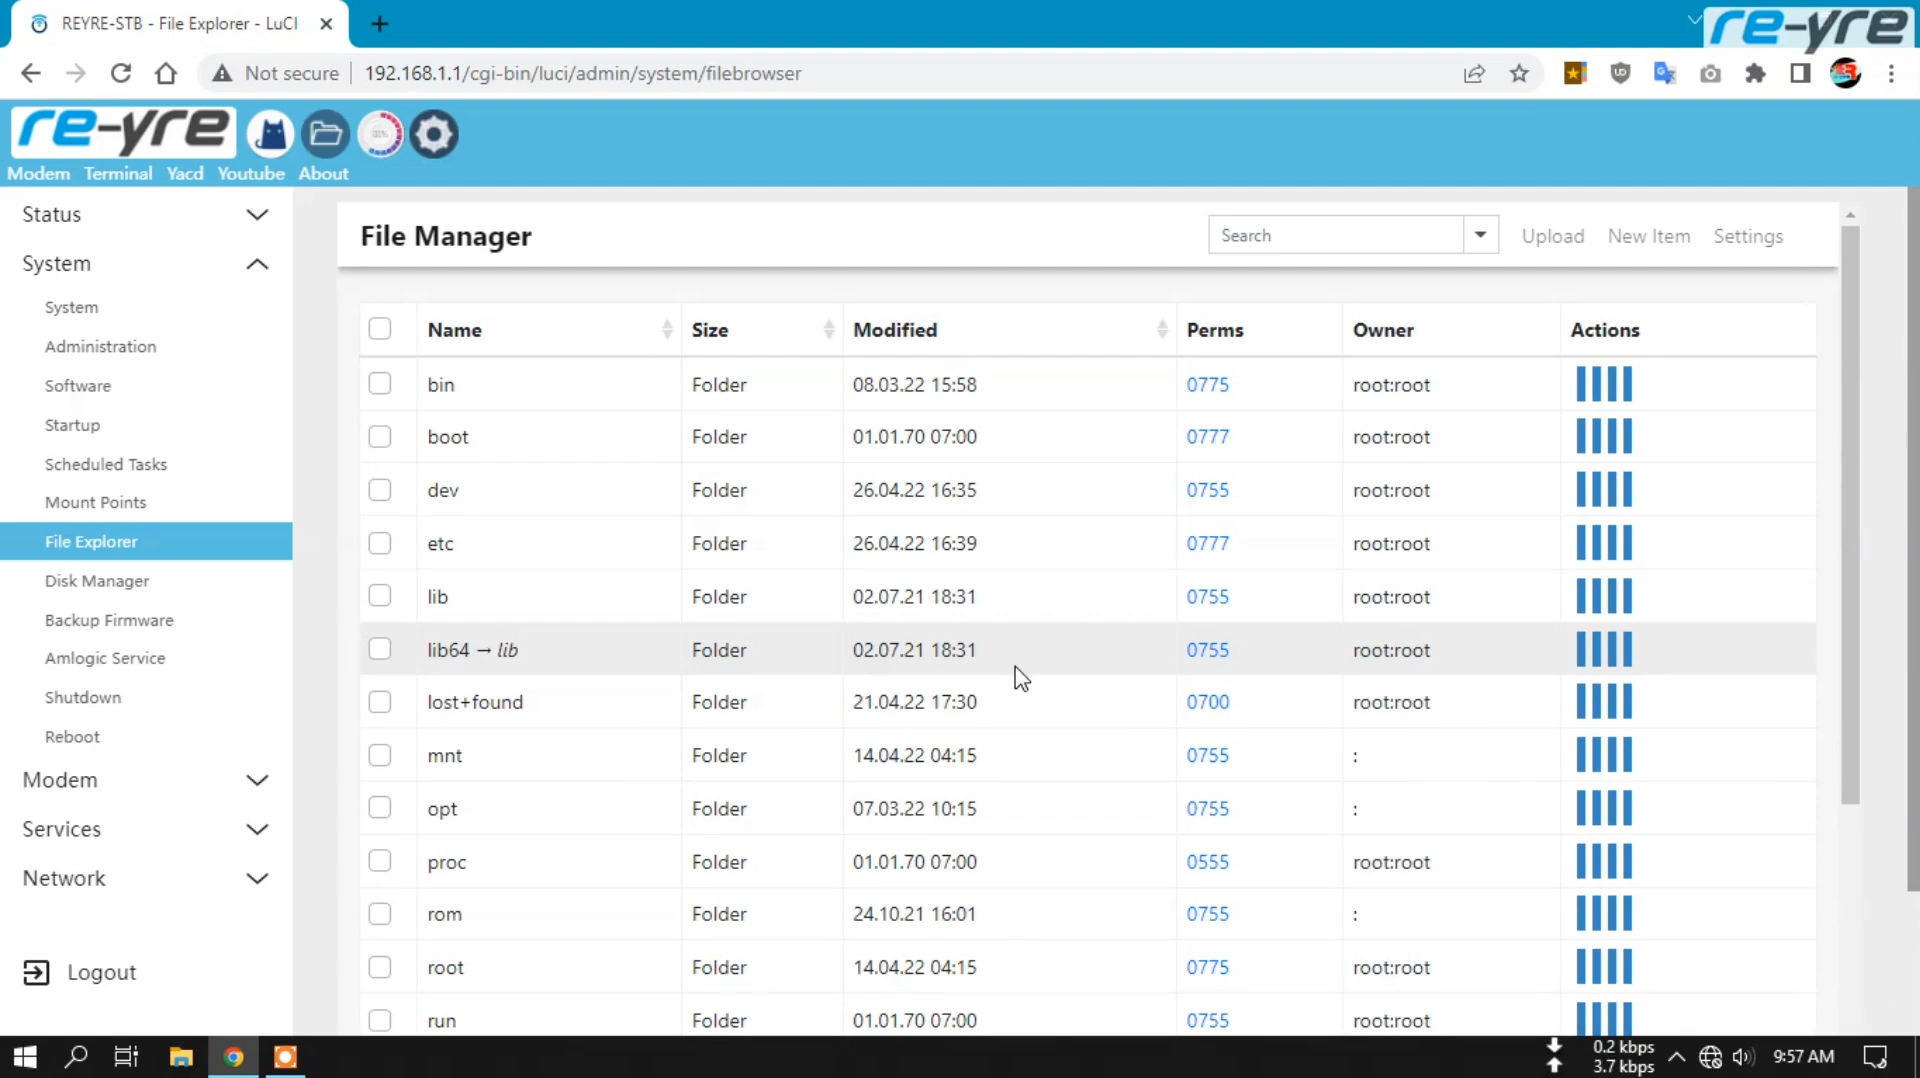 REYRE-STB - File Explorer - LuCI
re-yre
Not secure
192.168.1.1/cgi-bin/luci/admin/system/filebrowser
re-yre
Modem Terminal Yacd Youtube About
Status
System
System
Administration
Software
Startup
Scheduled Tasks
Mount Points
File Explorer
Disk Manager
Backup Firmware
Amlogic Service
Shutdown
Reboot
Modem
Services
Network
Logout
File Manager
Search
Upload New Item Settings
Name Size Modified Perms Owner Actions
bin Folder 08.03.22 15:58 0775 root:root
boot Folder 01.01.70 07:00 0777 root:root
dev Folder 26.04.22 16:35 0755 root:root
etc Folder 26.04.22 16:39 0777 root:root
lib Folder 02.07.21 18:31 0755 root:root
lib64 → lib Folder 02.07.21 18:31 0755 root:root
lost+found Folder 21.04.22 17:30 0700 root:root
mnt Folder 14.04.22 04:15 0755 :
opt Folder 07.03.22 10:15 0755 :
proc Folder 01.01.70 07:00 0555 root:root
rom Folder 24.10.21 16:01 0755 :
root Folder 14.04.22 04:15 0775 root:root
run Folder 01.01.70 07:00 0755 root:root
0.2 kbps
3.7 kbps
9:57 AM